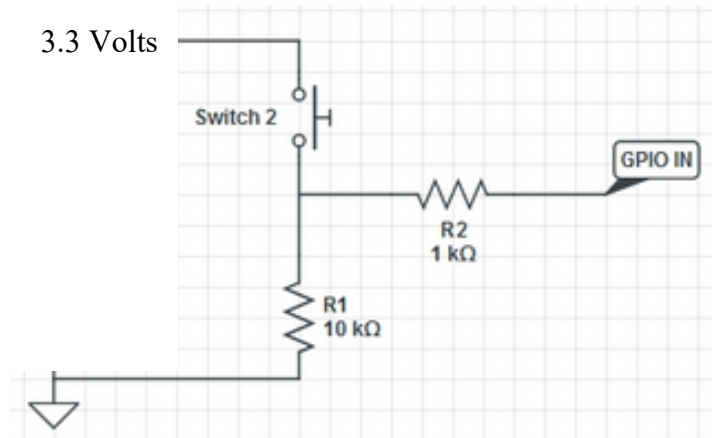 3.3 Volts
Switch 2
GPIO IN
R2
1 kΩ
R1
10 kΩ